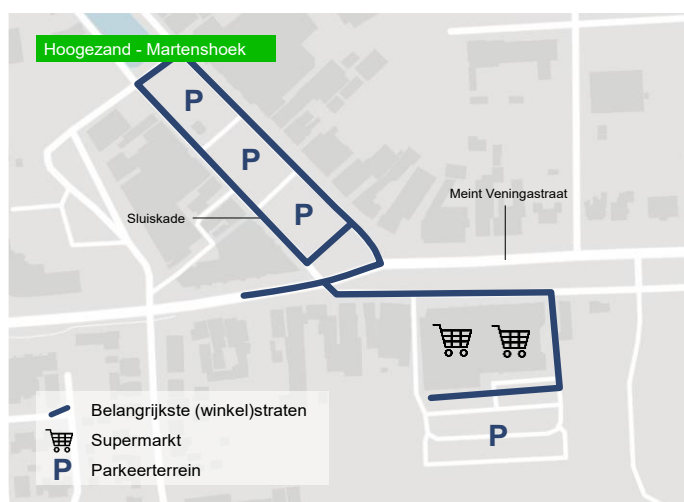 Hoogezand - Martenshoek
P
P
P
Sluiskade
Meint Veningastraat
P
Belangrijkste (winkel)straten
Supermarkt
P Parkeerterrein